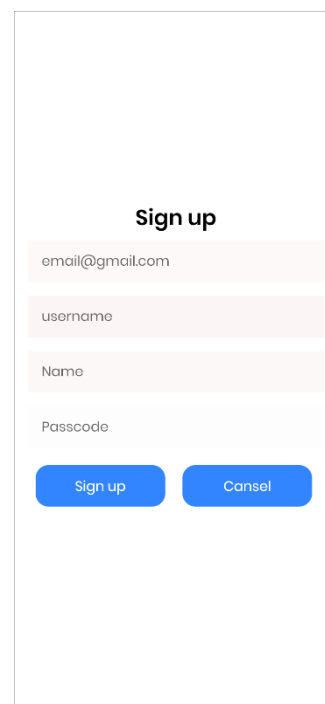 Sign up
email@gmail.com
username
Name
Passcode
Sign up Cansel